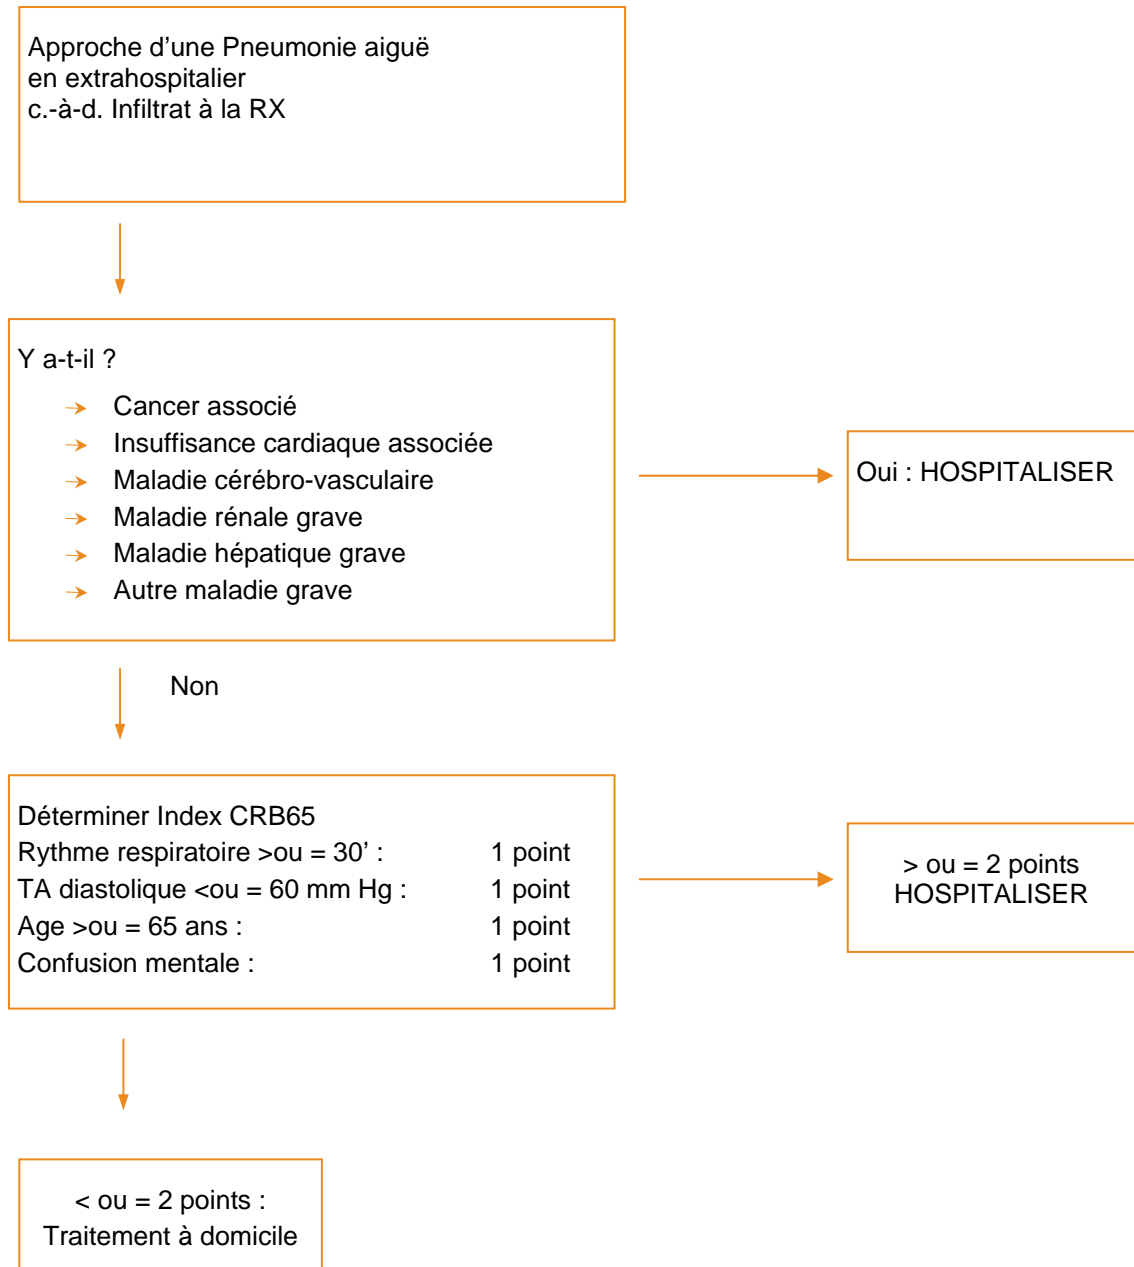 Approche d’une Pneumonie aiguë
en extrahospitalier
c.-à-d. Infiltrat à la RX
Y a-t-il ?
Cancer associé
Insuffisance cardiaque associée
Maladie cérébro-vasculaire
Maladie rénale grave
Maladie hépatique grave
Autre maladie grave
Oui : HOSPITALISER
Non
Déterminer Index CRB65
Rythme respiratoire >ou = 30’ : 1 point
TA diastolique <ou = 60 mm Hg : 1 point
Age >ou = 65 ans : 1 point
Confusion mentale : 1 point
> ou = 2 points
HOSPITALISER
< ou = 2 points :
Traitement à domicile